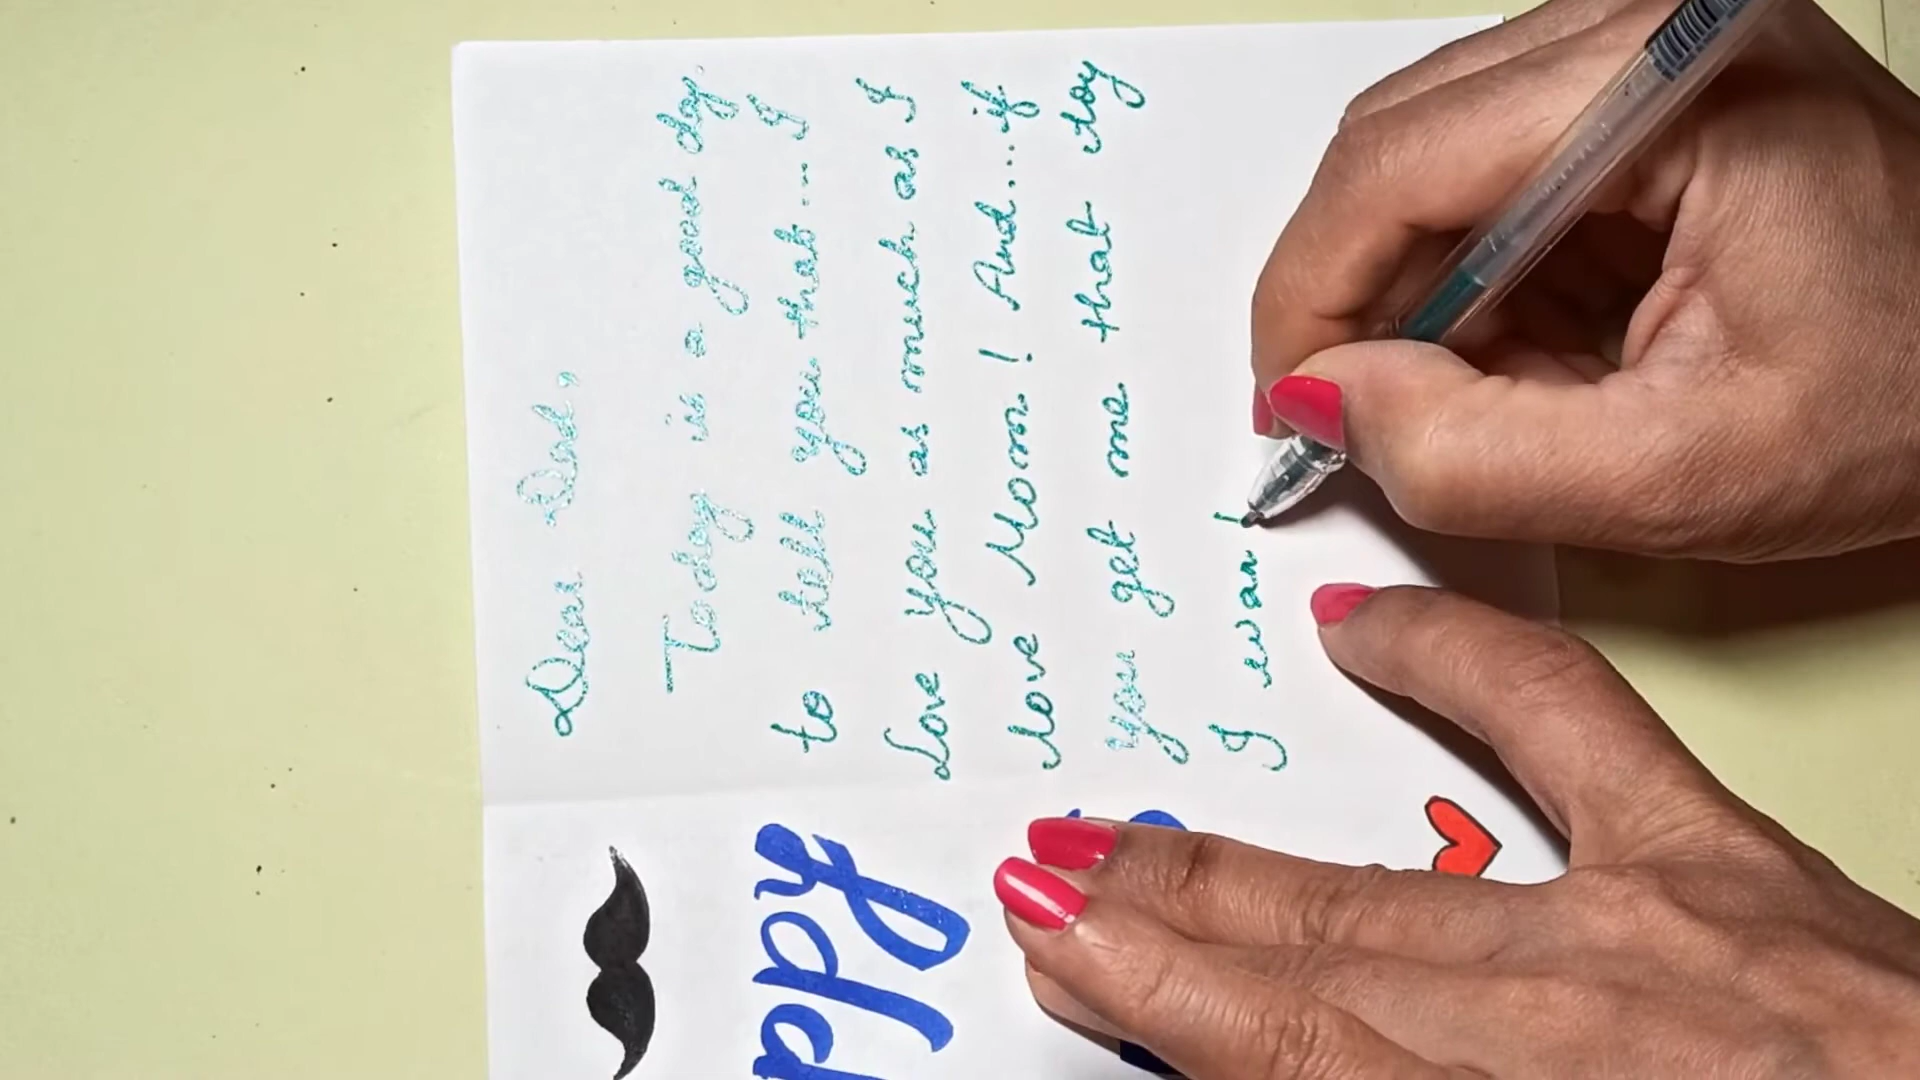 Dear Dad,
Today is a good day
to tell you that... I
Love you as much as I
love Mom! And... if
you get me that toy
I wan